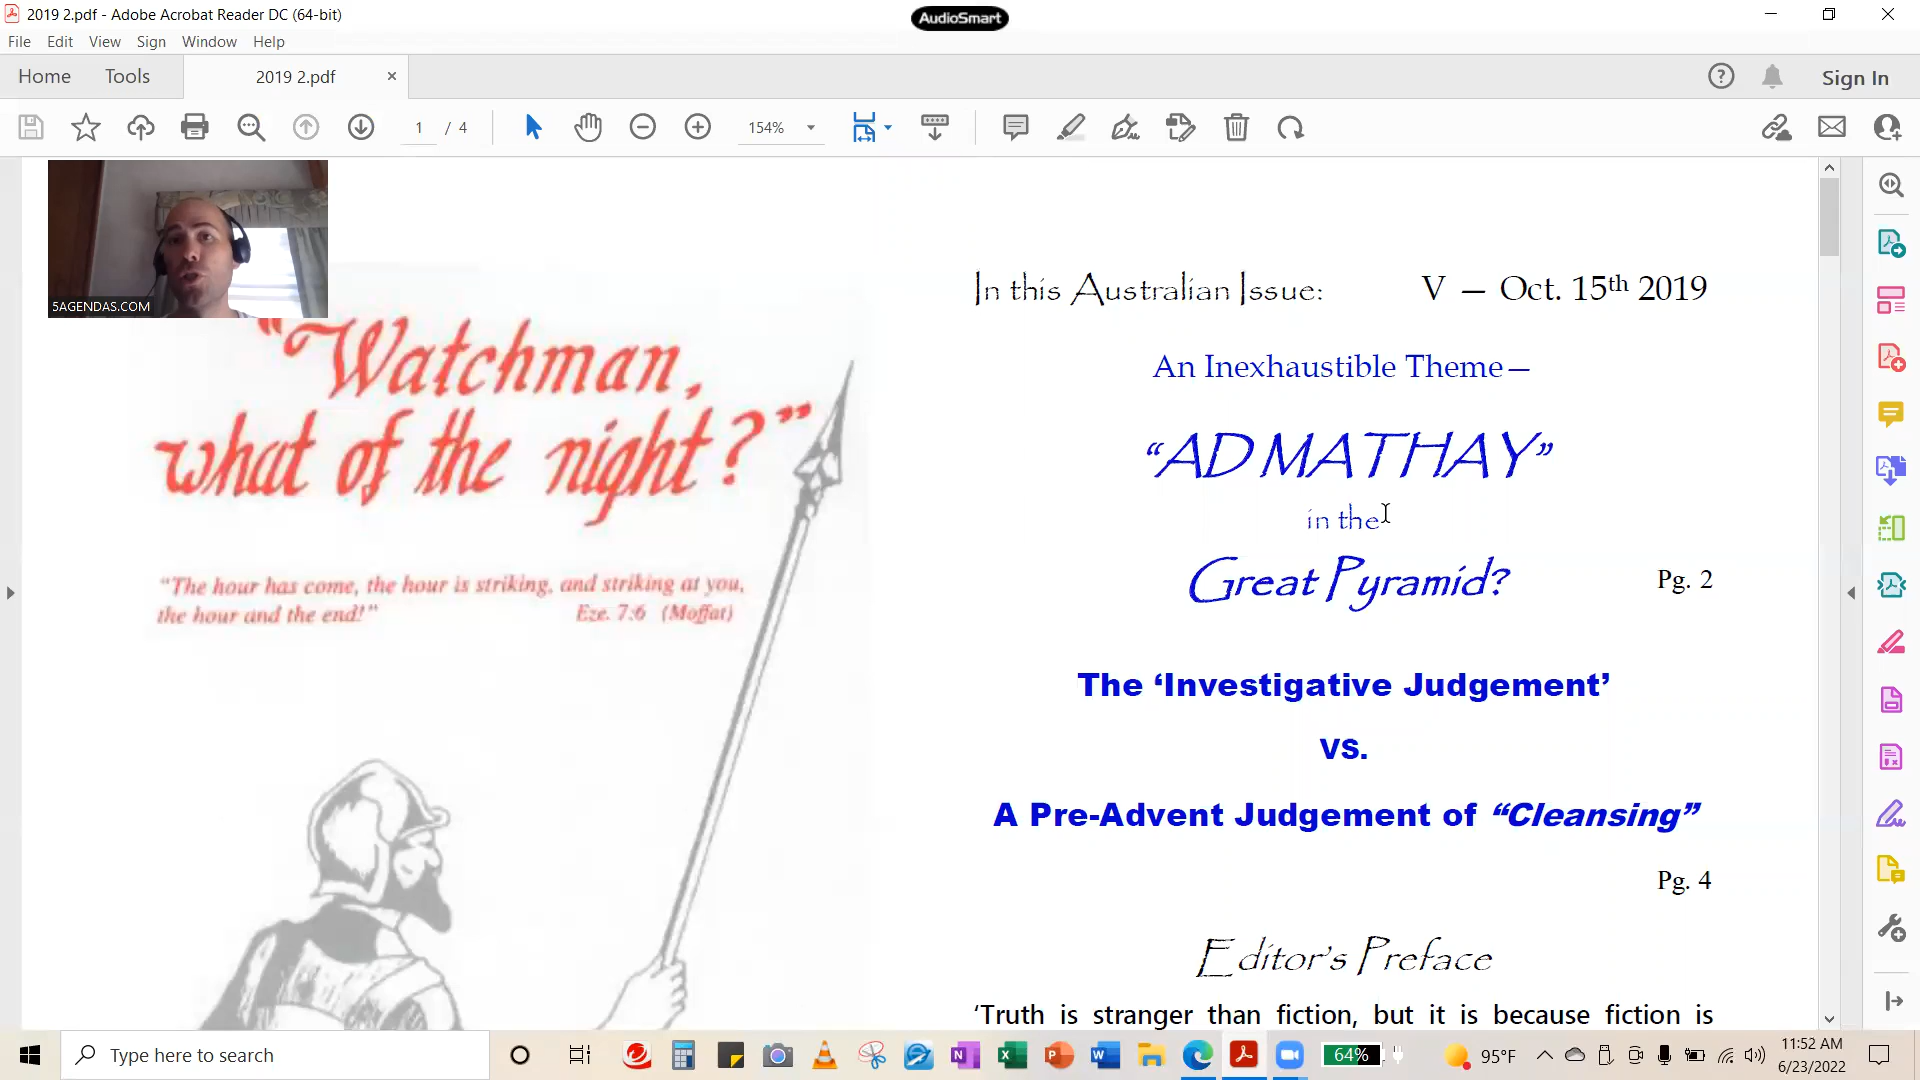 2019 2.pdf - Adobe Acrobat Reader DC (64-bit)
AudioSmart
File Edit View Sign Window Help
Home Tools 2019 2.pdf × Sign In
1 / 4 154%
5AGENDAS.COM
"Watchman,
what of the night?"
"The hour has come, the hour is striking, and striking at you,
the hour and the end!" Eze. 7:6 (Moffat)
In this Australian Issue: V — Oct. 15th 2019
An Inexhaustible Theme—
“AD MATHAY”
in the
Great Pyramid? Pg. 2
The ‘Investigative Judgement’
vs.
A Pre-Advent Judgement of “Cleansing”
Pg. 4
Editor's Preface
‘Truth is stranger than fiction, but it is because fiction is
Type here to search
64%
95°F
11:52 AM
6/23/2022